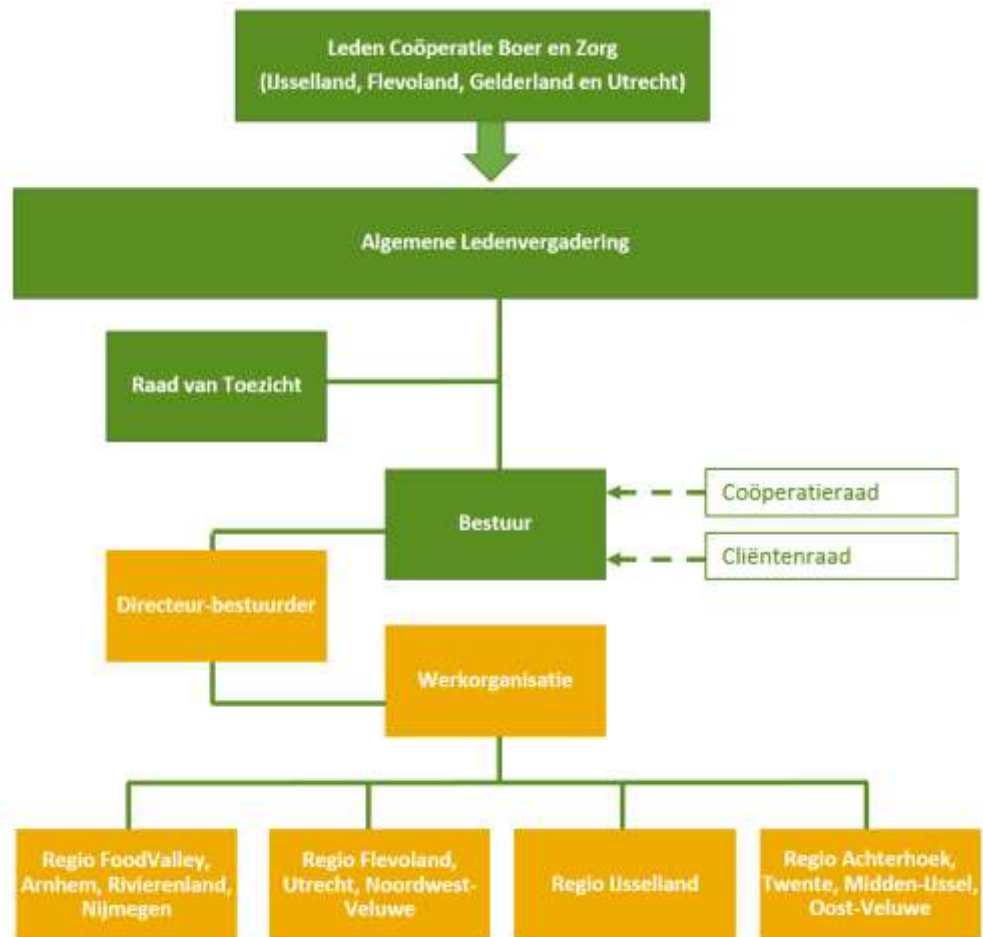 Leden Coöperatie Boer en Zorg
(IJsselland, Flevoland, Gelderland en Utrecht)
Algemene Ledenvergadering
Raad van Toezicht
Bestuur
Coöperatieraad
Cliëntenraad
Directeur-bestuurder
Werkorganisatie
Regio FoodValley,
Arnhem, Rivierenland,
Nijmegen
Regio Flevoland,
Utrecht, Noordwest-
Veluwe
Regio IJsselland
Regio Achterhoek,
Twente, Midden-IJssel,
Oost-Veluwe